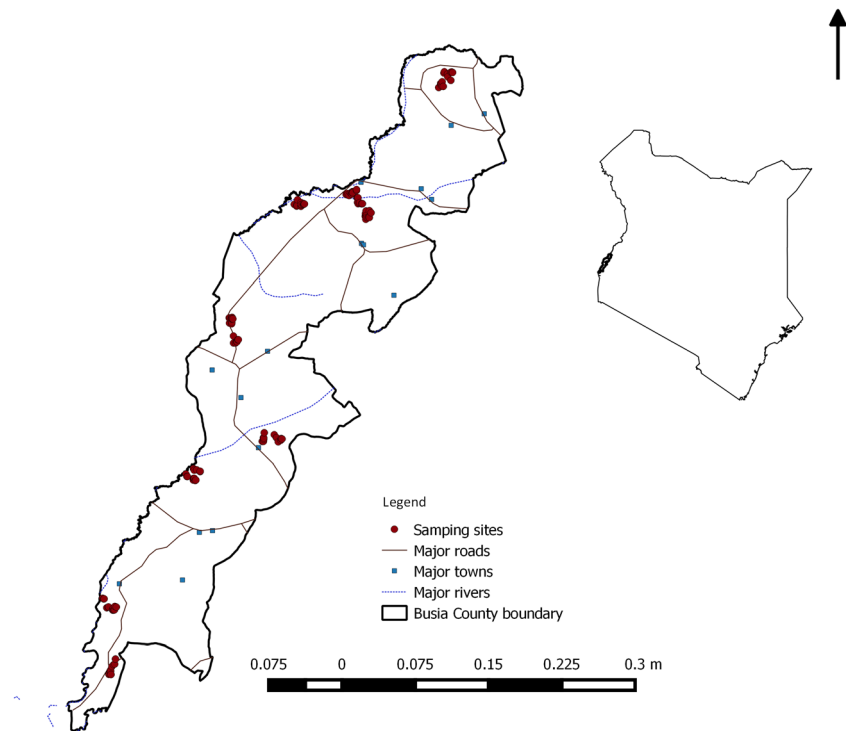 Legend
Samping sites
Major roads
Major towns
Major rivers
Busia County boundary
0.075 0 0.075 0.15 0.225 0.3 m